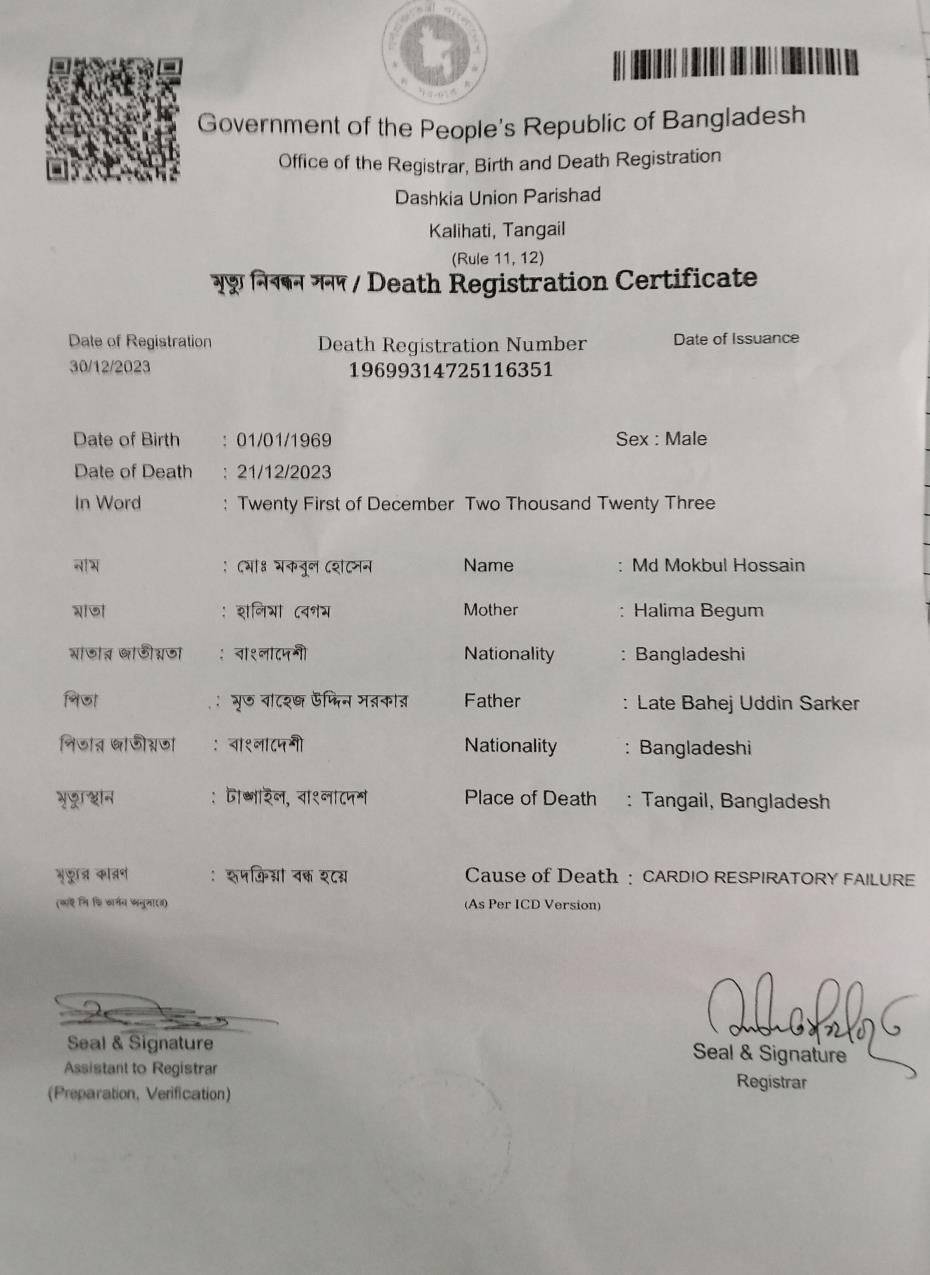 Government of the People's Republic of Bangladesh
Office of the Registrar, Birth and Death Registration
Dashkia Union Parishad
Kalihati, Tangail
(Rule 11, 12)
মৃত্যু নিবন্ধন সনদ / Death Registration Certificate
Date of Registration Death Registration Number Date of Issuance
30/12/2023 19699314725116351
Date of Birth : 01/01/1969 Sex : Male
Date of Death : 21/12/2023
In Word : Twenty First of December Two Thousand Twenty Three
নাম : মোঃ মকবুল হোসেন Name : Md Mokbul Hossain
মাতা : হালিমা বেগম Mother : Halima Begum
মাতার জাতীয়তা : বাংলাদেশী Nationality : Bangladeshi
পিতা : মৃত বাহেজ উদ্দিন সরকার Father : Late Bahej Uddin Sarker
পিতার জাতীয়তা : বাংলাদেশী Nationality : Bangladeshi
মৃত্যুস্থান : টাঙ্গাইল, বাংলাদেশ Place of Death : Tangail, Bangladesh
মৃত্যুর কারণ : হৃদক্রিয়া বন্ধ হয়ে Cause of Death : CARDIO RESPIRATORY FAILURE
(আই সি ডি ভার্সন অনুসারে) (As Per ICD Version)
Seal & Signature Seal & Signature
Assistant to Registrar Registrar
(Preparation, Verification)